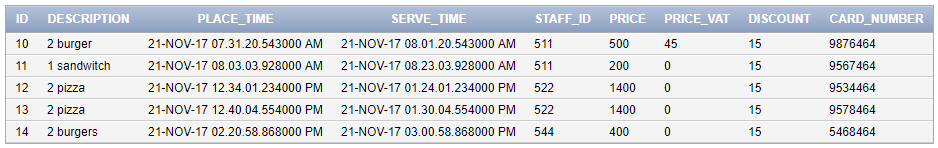 ID DESCRIPTION PLACE_TIME SERVE_TIME STAFF_ID PRICE PRICE_VAT DISCOUNT CARD_NUMBER
10 2 burger 21-NOV-17 07.31.20.543000 AM 21-NOV-17 08.01.20.543000 AM 511 500 45 15 9876464
11 1 sandwitch 21-NOV-17 08.03.03.928000 AM 21-NOV-17 08.23.03.928000 AM 511 200 0 15 9567464
12 2 pizza 21-NOV-17 12.34.01.234000 PM 21-NOV-17 01.24.01.234000 PM 522 1400 0 15 9534464
13 2 pizza 21-NOV-17 12.40.04.554000 PM 21-NOV-17 01.30.04.554000 PM 522 1400 0 15 9578464
14 2 burgers 21-NOV-17 02.20.58.868000 PM 21-NOV-17 03.00.58.868000 PM 544 400 0 15 5468464